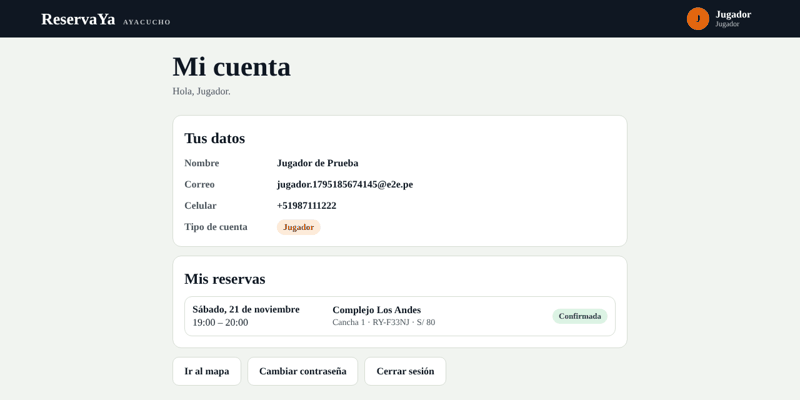 ReservaYa AYACUCHO
J
Jugador
Jugador
Mi cuenta
Hola, Jugador.
Tus datos
Nombre Jugador de Prueba
Correo jugador.1795185674145@e2e.pe
Celular +51987111222
Tipo de cuenta Jugador
Mis reservas
Sábado, 21 de noviembre Complejo Los Andes
19:00 – 20:00 Cancha 1 · RY-F33NJ · S/ 80
Confirmada
Ir al mapa Cambiar contraseña Cerrar sesión